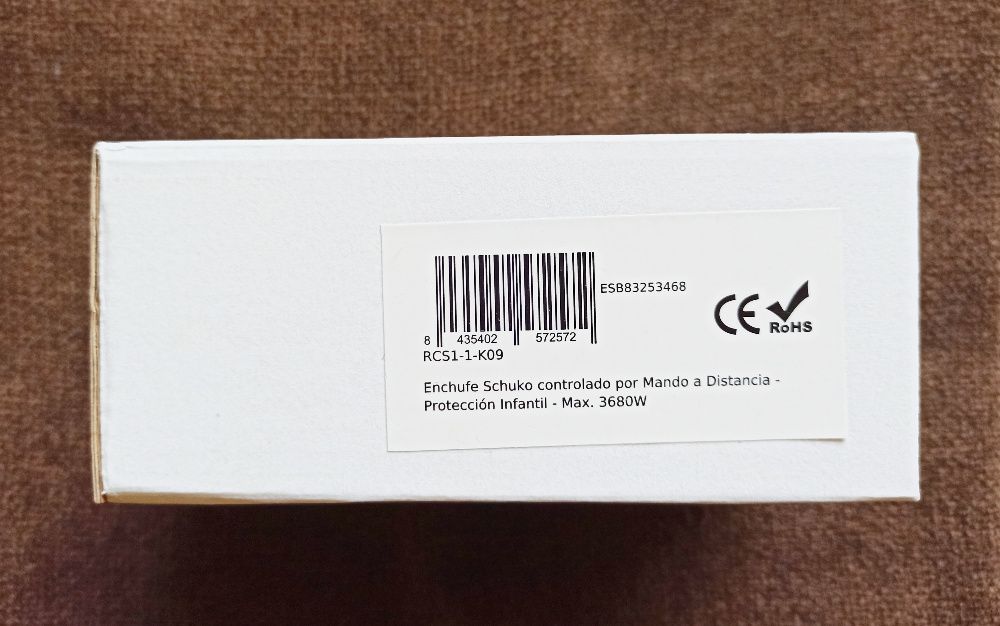 ESB83253468
CE
RoHS
8 435402 572572
RCS1-1-K09
Enchufe Schuko controlado por Mando a Distancia -
Protección Infantil - Max. 3680W